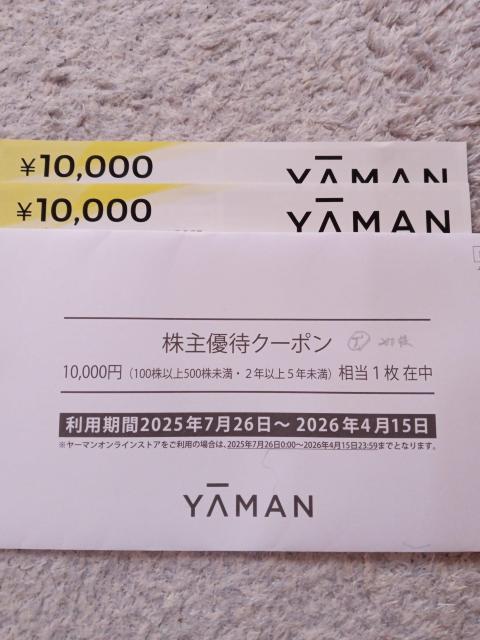 ¥10,000
YĀMAN
¥10,000
YĀMAN
株主優待クーポン
10,000円(100株以上500株未満・2年以上5年未満)相当1枚在中
利用期間2025年7月26日～2026年4月15日
※ヤーマンオンラインストアをご利用の場合は、2025年7月26日0:00～2026年4月15日23:59までとなります。
YĀMAN